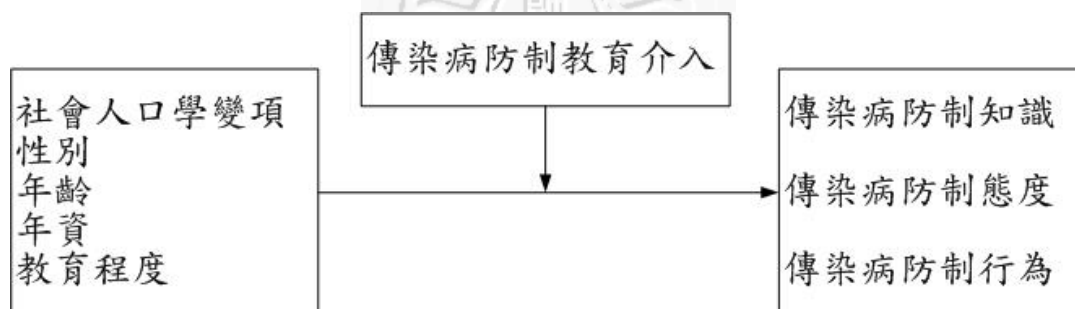 傳染病防制教育介入
社會人口學變項
性別
年齡
年資
教育程度
傳染病防制知識
傳染病防制態度
傳染病防制行為